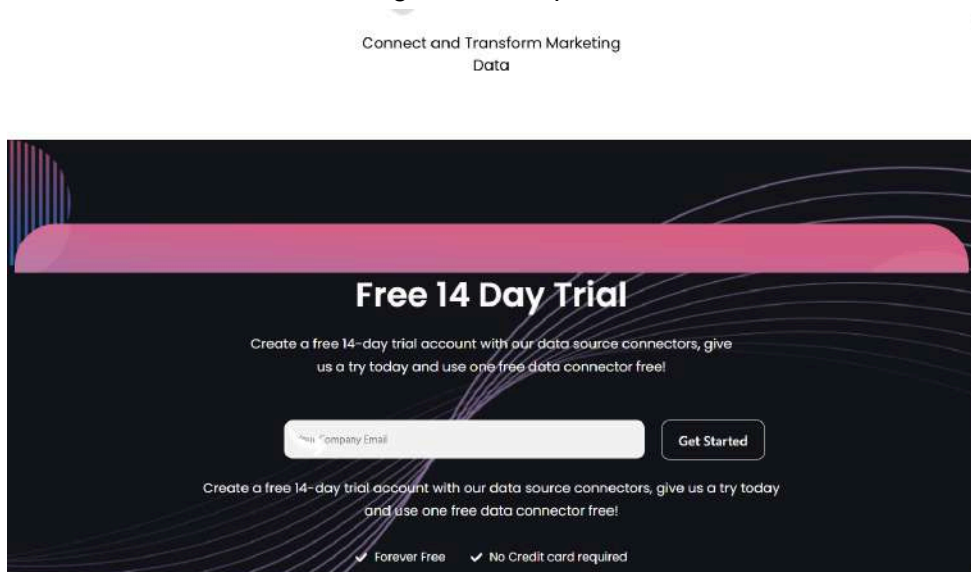 Connect and Transform Marketing
Data
Free 14 Day Trial
Create a free 14-day trial account with our data source connectors, give
us a try today and use one free data connector free!
Company Email
Get Started
Create a free 14-day trial account with our data source connectors, give us a try today
and use one free data connector free!
Forever Free
No Credit card required